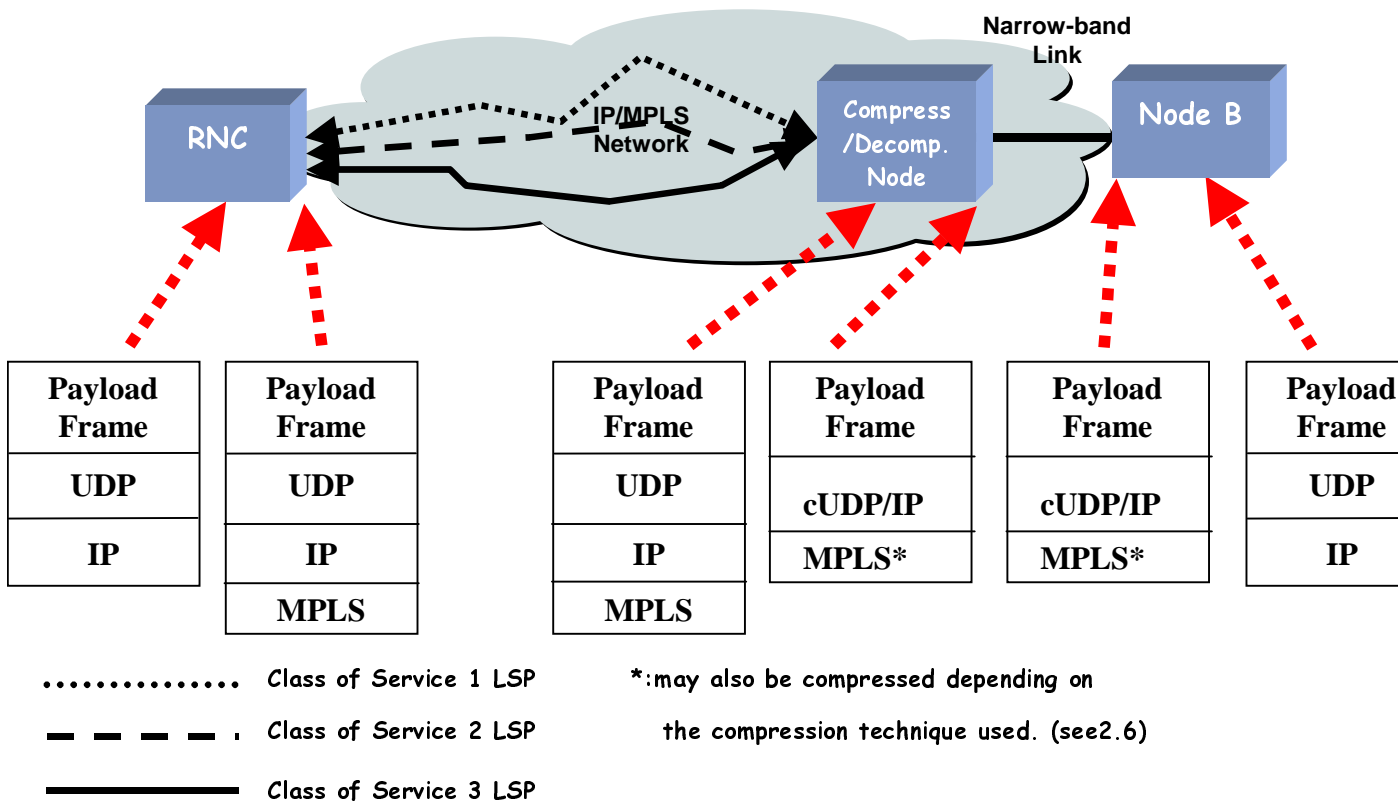 Narrow-band
Link
RNC
IP/MPLS
Network
Compress
/Decomp.
Node
Node B
Payload
Frame
UDP
IP
Payload
Frame
UDP
IP
MPLS
Payload
Frame
UDP
IP
MPLS
Payload
Frame
cUDP/IP
MPLS*
Payload
Frame
cUDP/IP
MPLS*
Payload
Frame
UDP
IP
Class of Service 1 LSP
Class of Service 2 LSP
Class of Service 3 LSP
*:may also be compressed depending on
the compression technique used. (see2.6)